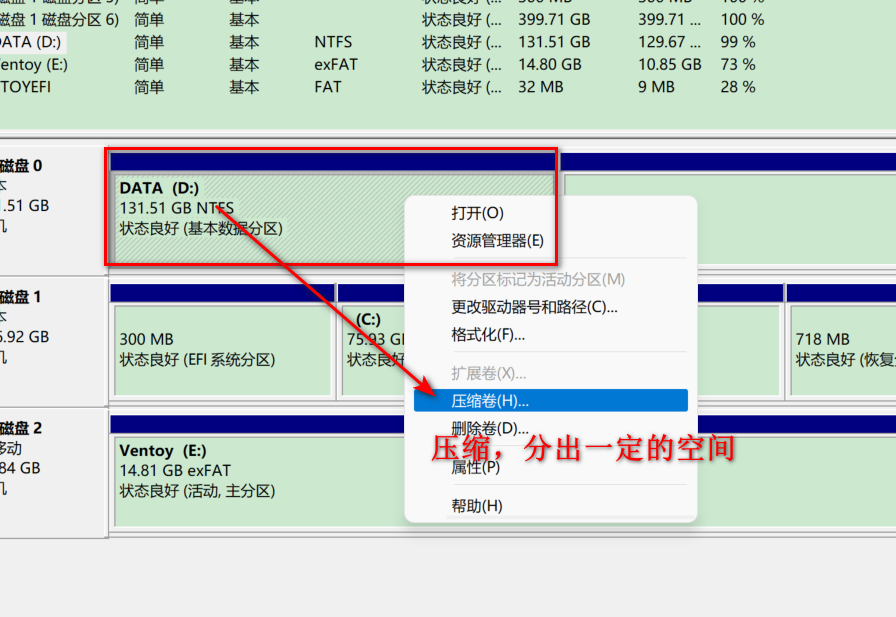 磁盘 1 磁盘分区 6) 简单 基本 状态良好 (... 399.71 GB 399.71 ... 100 %
DATA (D:) 简单 基本 NTFS 状态良好 (... 131.51 GB 129.67 ... 99 %
entoy (E:) 简单 基本 exFAT 状态良好 (... 14.80 GB 10.85 GB 73 %
TOYEFI 简单 基本 FAT 状态良好 (... 32 MB 9 MB 28 %
磁盘 0
.51 GB
DATA (D:)
131.51 GB NTFS
状态良好 (基本数据分区)
打开(O)
资源管理器(E)
将分区标记为活动分区(M)
更改驱动器号和路径(C)...
格式化(F)...
扩展卷(X)...
压缩卷(H)...
删除卷(D)...
属性(P)
帮助(H)
压缩，分出一定的空间
磁盘 1
6.92 GB
300 MB
状态良好 (EFI 系统分区)
(C:)
75.93 G
状态良好
718 MB
状态良好 (恢复
磁盘 2
移动
.84 GB
Ventoy (E:)
14.81 GB exFAT
状态良好 (活动, 主分区)